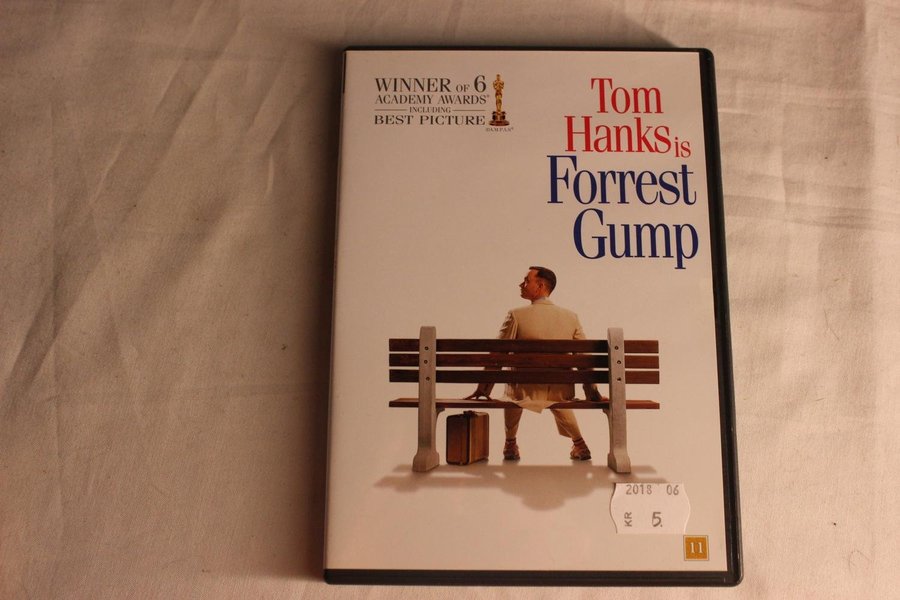 WINNER OF 6
ACADEMY AWARDS®
INCLUDING
BEST PICTURE
©A.M.P.A.S.®
Tom
Hanks is
Forrest
Gump
2018 06
KR 5.
11